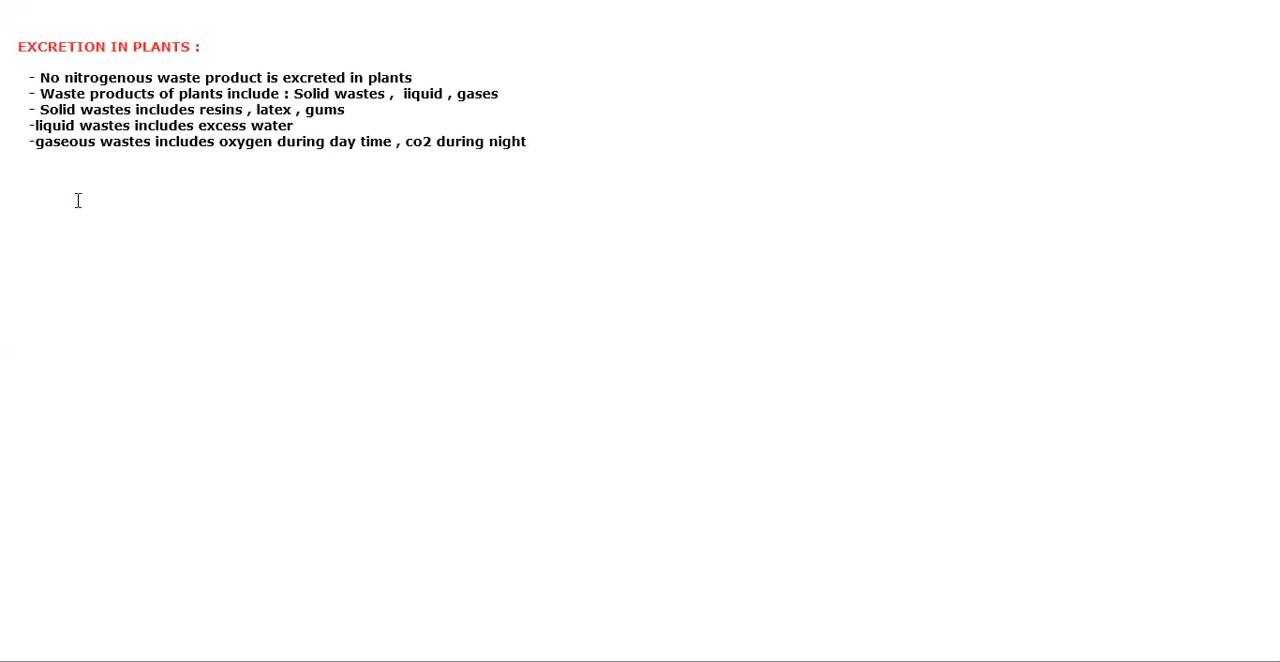 EXCRETION IN PLANTS :
- No nitrogenous waste product is excreted in plants
- Waste products of plants include : Solid wastes , iiquid , gases
- Solid wastes includes resins , latex , gums
-liquid wastes includes excess water
-gaseous wastes includes oxygen during day time , co2 during night